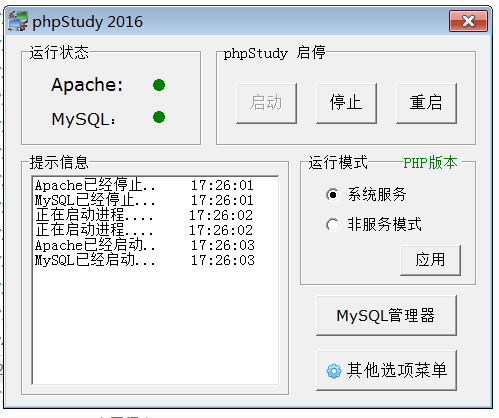 phpStudy 2016
运行状态
Apache:
MySQL:
phpStudy 启停
启动 停止 重启
提示信息
Apache已经停止.. 17:26:01
MySQL已经停止... 17:26:01
正在启动进程.... 17:26:02
正在启动进程.... 17:26:02
Apache已经启动.. 17:26:03
MySQL已经启动... 17:26:03
运行模式 PHP版本
系统服务
非服务模式
应用
MySQL管理器
其他选项菜单